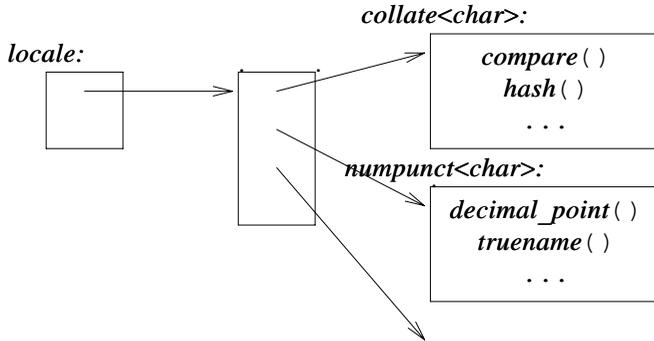 collate<char>:
locale:
compare()
hash()
...
numpunct<char>:
decimal_point()
truename()
...